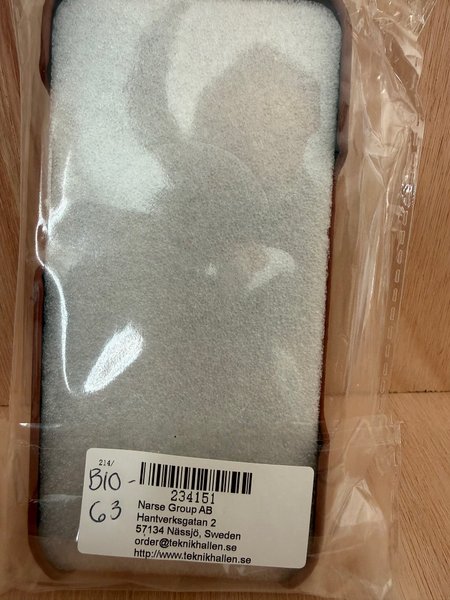 214/
B10-
63
234151
Narse Group AB
Hantverksgatan 2
57134 Nässjö, Sweden
order@teknikhallen.se
http://www.teknikhallen.se